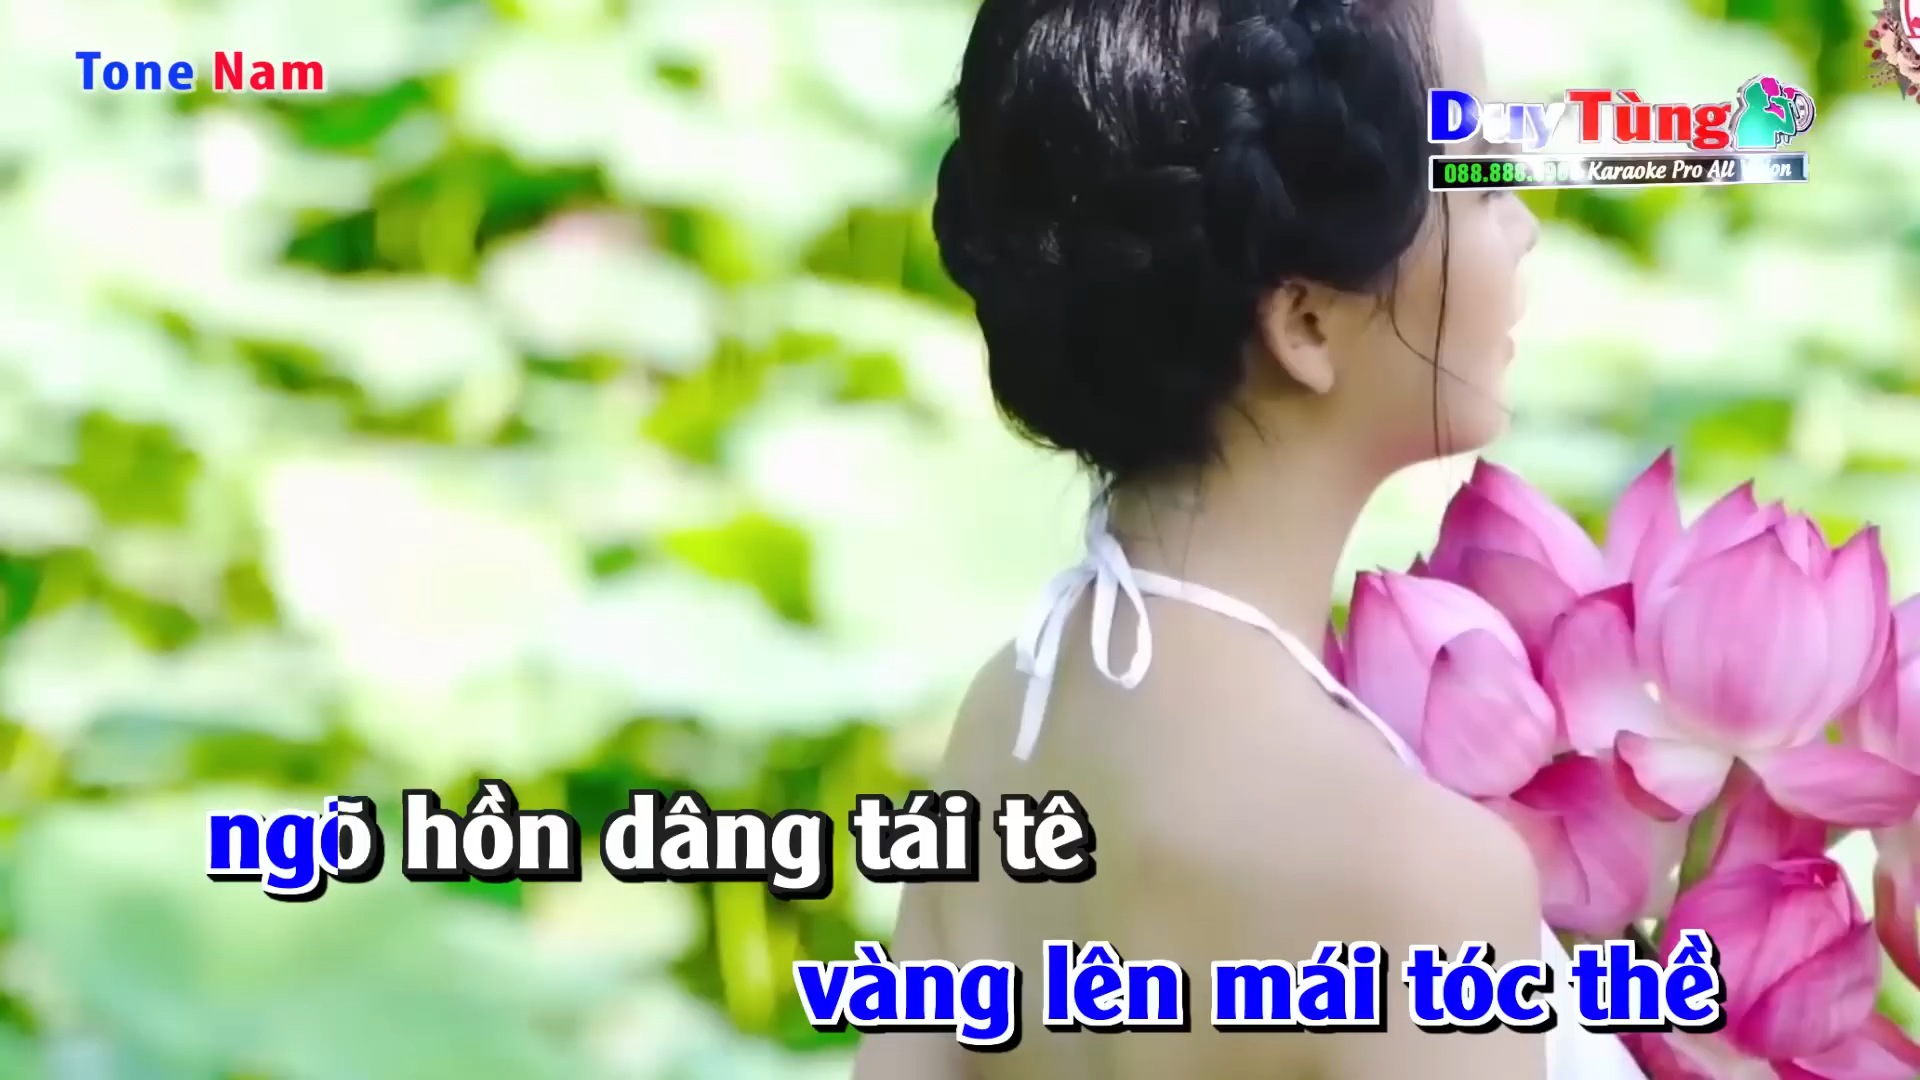 Tone Nam
Duy Tùng
Karaoke Pro All
ngõ hồn dâng tái tê
vàng lên mái tóc thề